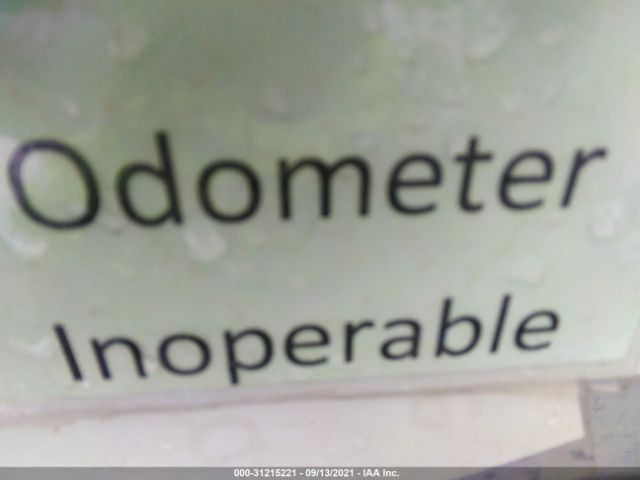 Odometer
Inoperable
000-31215221 - 09/13/2021 - IAA Inc.